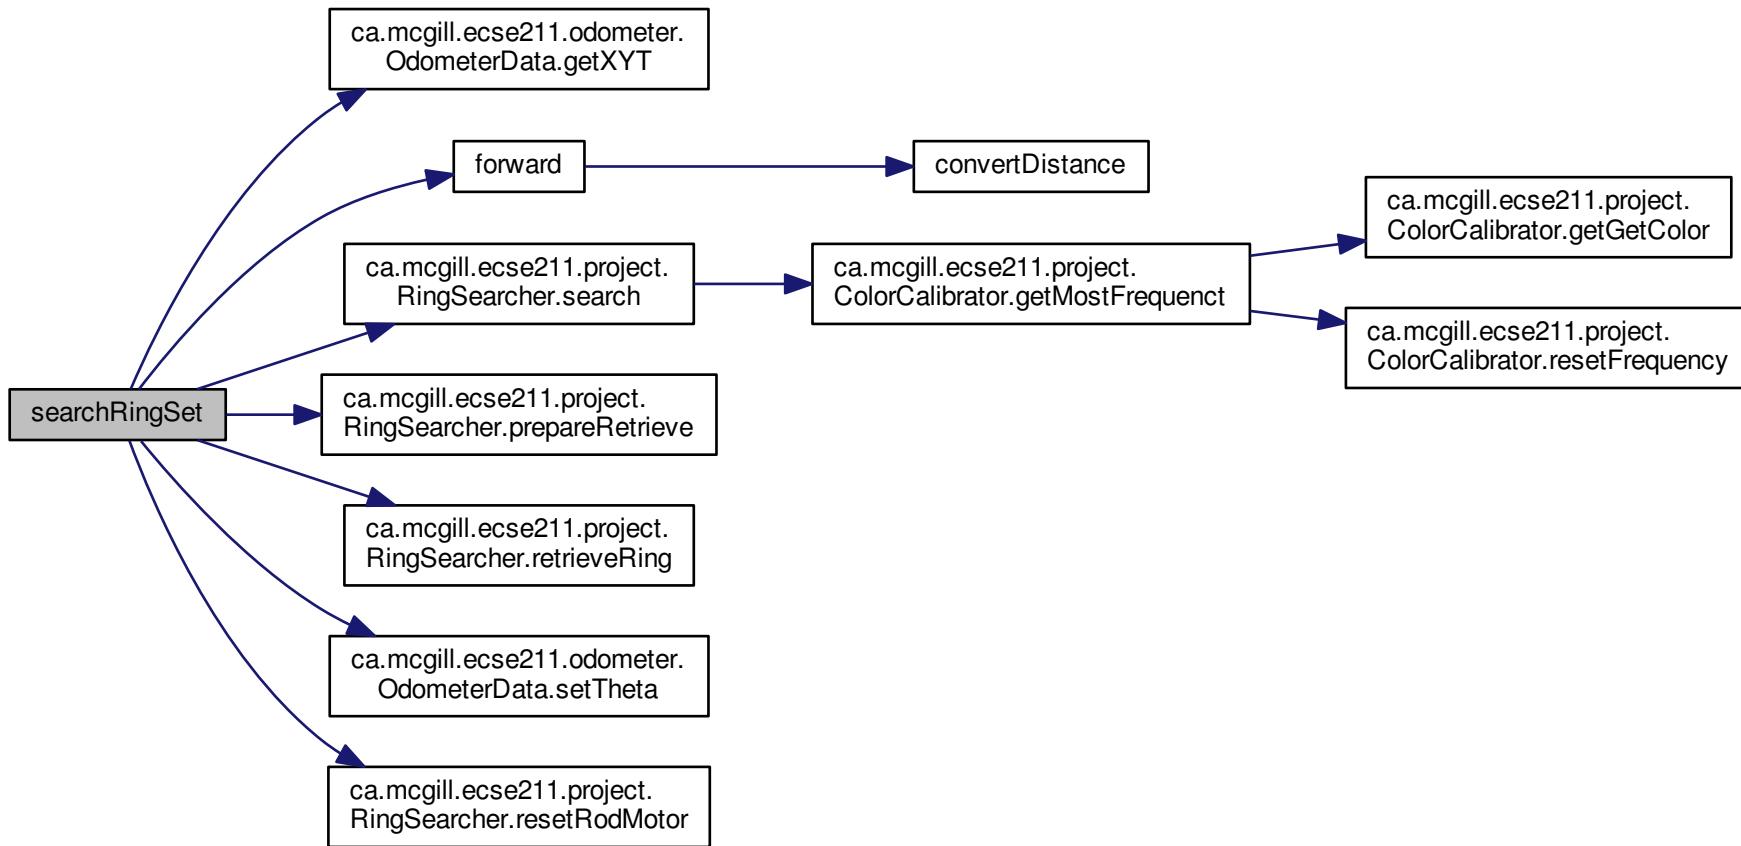 ca.mcgill.ecse211.odometer.
OdometerData.getXYT
forward
convertDistance
ca.mcgill.ecse211.project.
ColorCalibrator.getGetColor
ca.mcgill.ecse211.project.
RingSearcher.search
ca.mcgill.ecse211.project.
ColorCalibrator.getMostFrequenct
ca.mcgill.ecse211.project.
ColorCalibrator.resetFrequency
searchRingSet
ca.mcgill.ecse211.project.
RingSearcher.prepareRetrieve
ca.mcgill.ecse211.project.
RingSearcher.retrieveRing
ca.mcgill.ecse211.odometer.
OdometerData.setTheta
ca.mcgill.ecse211.project.
RingSearcher.resetRodMotor